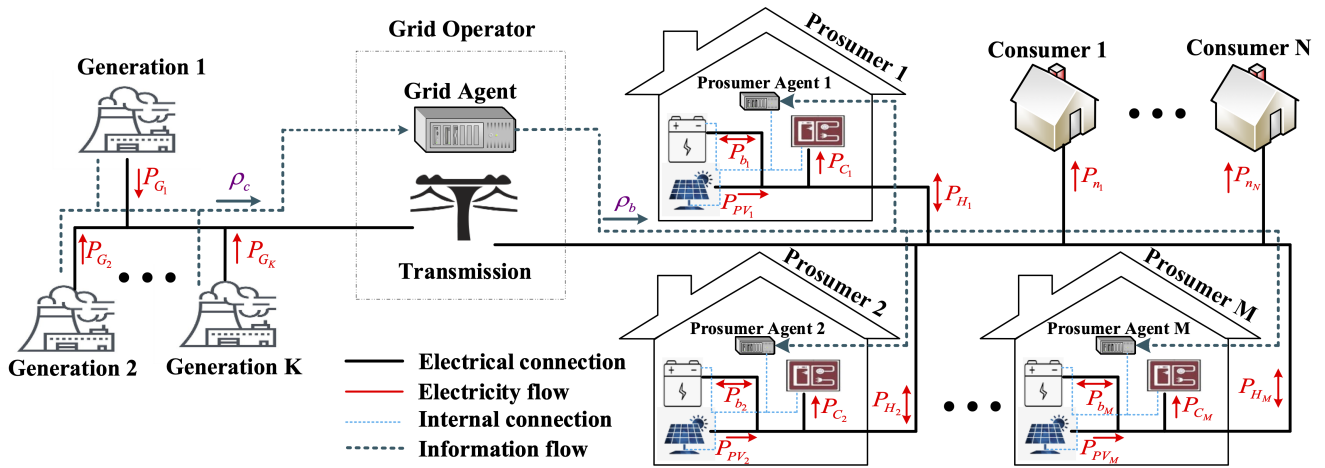 Grid Operator
Generation 1
Grid Agent
Transmission
P_{G_1}
ρ_c
P_{G_2}
P_{G_K}
● ● ●
Generation 2
Generation K
ρ_b
Prosumer 1
Prosumer Agent 1
P_{b_1}
P_{C_1}
P_{PV_1}
P_{H_1}
Consumer 1
● ● ●
Consumer N
P_{n_1}
P_{n_N}
Prosumer 2
Prosumer Agent 2
P_{b_2}
P_{C_2}
P_{PV_2}
P_{H_2}
● ● ●
Prosumer M
Prosumer Agent M
P_{b_M}
P_{C_M}
P_{PV_M}
P_{H_M}
Electrical connection
Electricity flow
Internal connection
Information flow